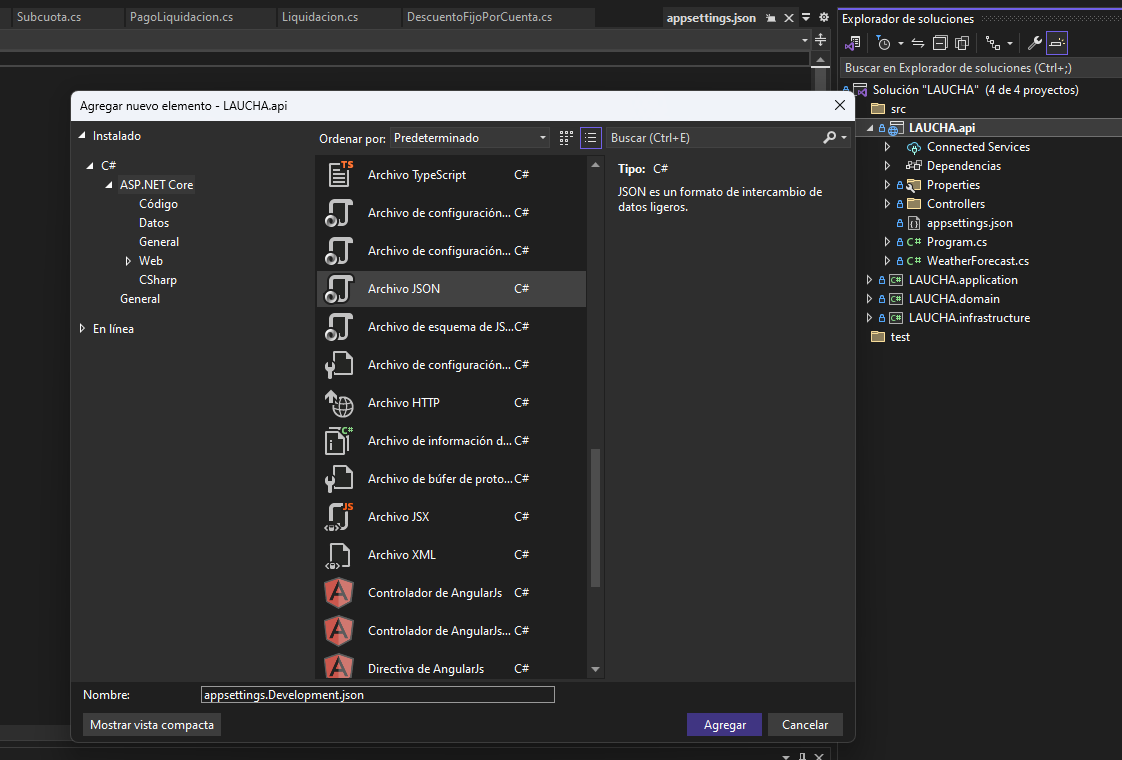 Subcuota.cs
PagoLiquidacion.cs
Liquidacion.cs
DescuentoFijoPorCuenta.cs
appsettings.json
Explorador de soluciones
Buscar en Explorador de soluciones (Ctrl+;)
Solución "LAUCHA" (4 de 4 proyectos)
src
LAUCHA.api
Connected Services
Dependencias
Properties
Controllers
appsettings.json
C# Program.cs
C# WeatherForecast.cs
C# LAUCHA.application
C# LAUCHA.domain
C# LAUCHA.infrastructure
test
Agregar nuevo elemento - LAUCHA.api
Instalado
C#
ASP.NET Core
Código
Datos
General
Web
CSharp
General
En línea
Ordenar por: Predeterminado
Buscar (Ctrl+E)
TS Archivo TypeScript C#
Archivo de configuración... C#
Archivo de configuración... C#
Archivo JSON C#
Archivo de esquema de JS... C#
Archivo de configuración... C#
Archivo HTTP C#
C# Archivo de información d... C#
Archivo de búfer de proto... C#
JS Archivo JSX C#
Archivo XML C#
Controlador de AngularJs C#
Controlador de AngularJs... C#
Directiva de AngularJs C#
Tipo: C#
JSON es un formato de intercambio de
datos ligeros.
Nombre: appsettings.Development.json
Mostrar vista compacta
Agregar
Cancelar